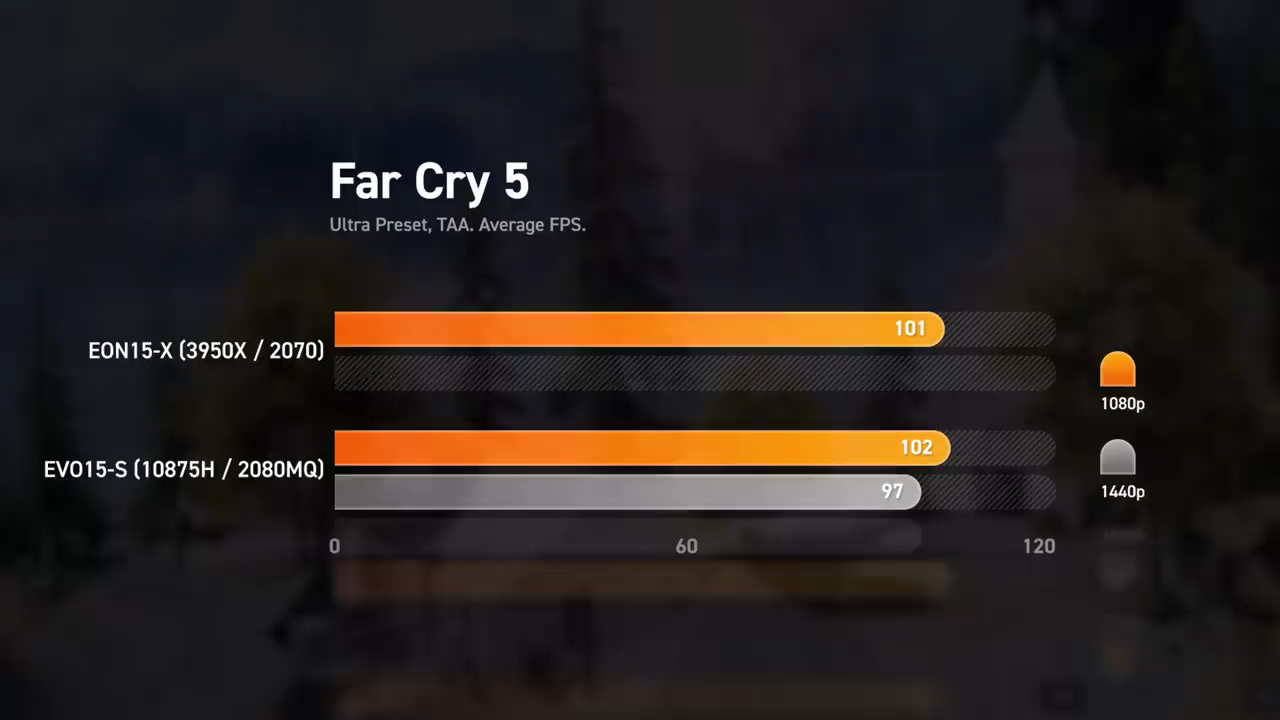 Far Cry 5
Ultra Preset, TAA. Average FPS.
EON15-X (3950X / 2070)
101
1080p
EVO15-S (10875H / 2080MQ)
102
97
1440p
0
60
120